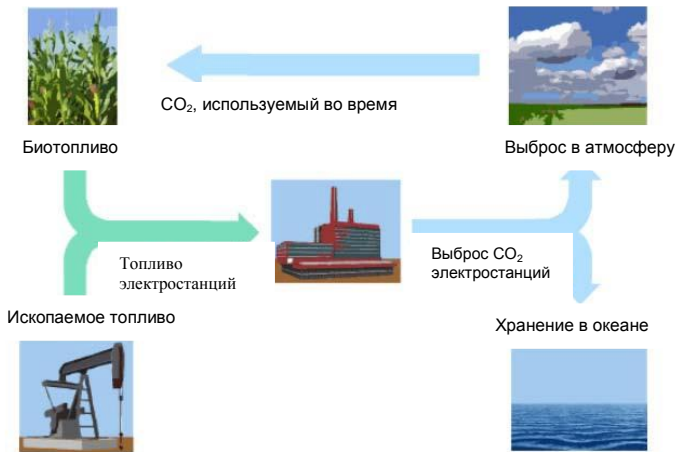 CO₂, используемый во время
Биотопливо
Выброс в атмосферу
Топливо
электростанций
Выброс CO₂
электростанций
Ископаемое топливо
Хранение в океане